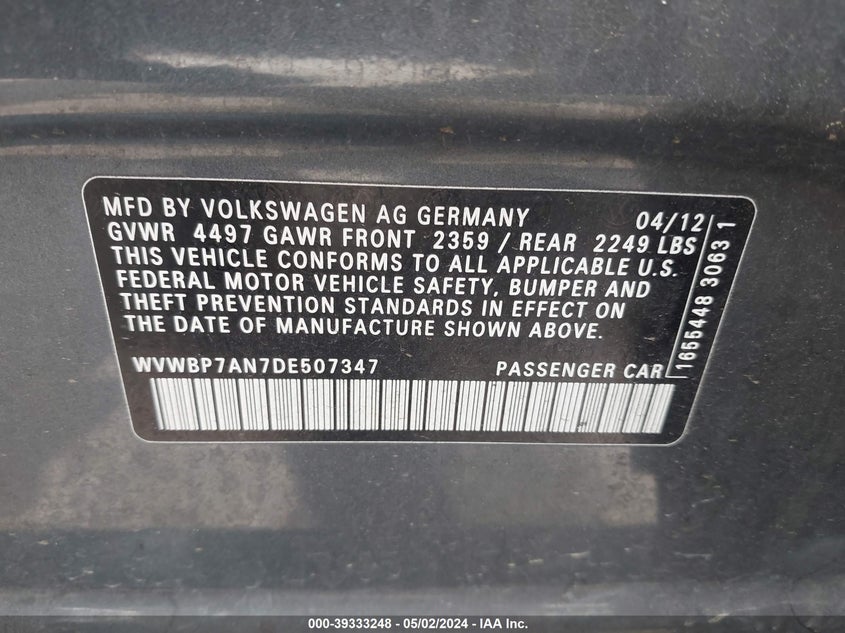 MFD BY VOLKSWAGEN AG GERMANY 04/12
GVWR 4497 GAWR FRONT 2359 / REAR 2249 LBS
THIS VEHICLE CONFORMS TO ALL APPLICABLE U.S.
FEDERAL MOTOR VEHICLE SAFETY, BUMPER AND
THEFT PREVENTION STANDARDS IN EFFECT ON
THE DATE OF MANUFACTURE SHOWN ABOVE.
WVWBP7AN7DE507347 PASSENGER CAR
1655448 3063 1
000-39333248 - 05/02/2024 - IAA Inc.